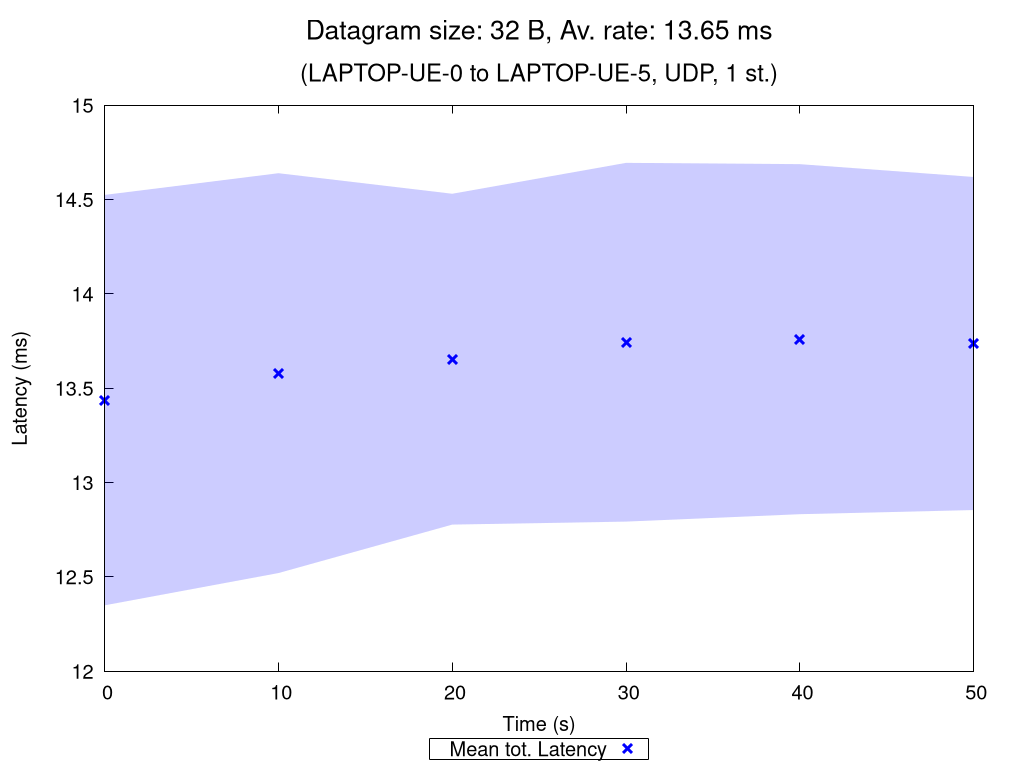 Datagram size: 32 B, Av. rate: 13.65 ms
(LAPTOP-UE-0 to LAPTOP-UE-5, UDP, 1 st.)
15
14.5
14
13.5
13
12.5
12
Latency (ms)
0 10 20 30 40 50
Time (s)
Mean tot. Latency